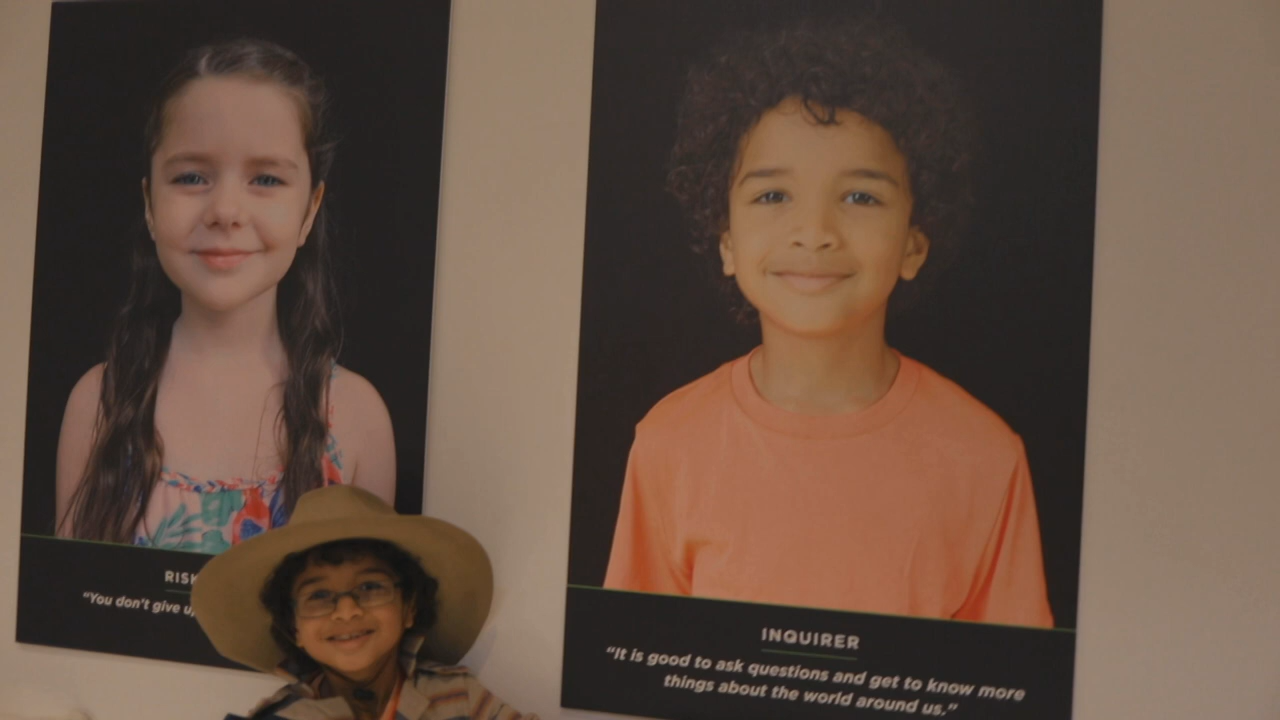 "You don't give
INQUIRER
"It is good to ask questions and get to know more
things about the world around us."